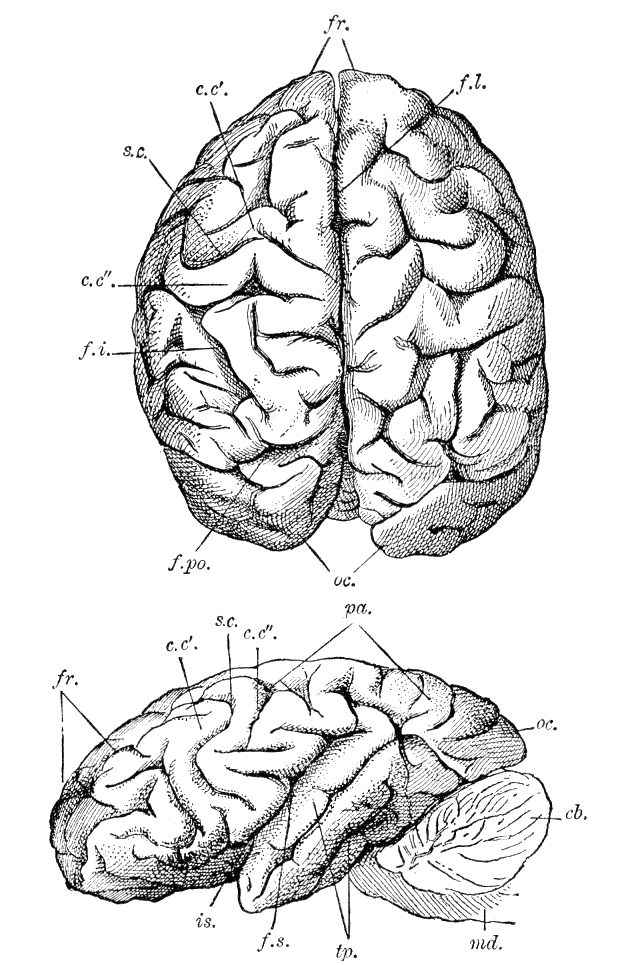 fr.
c.c'.
f.l.
s.c.
c.c".
f.i.
f.po.
oc.
pa.
s.c.
c.c".
c.c'.
fr.
oc.
cb.
is.
f.s.
tp.
md.